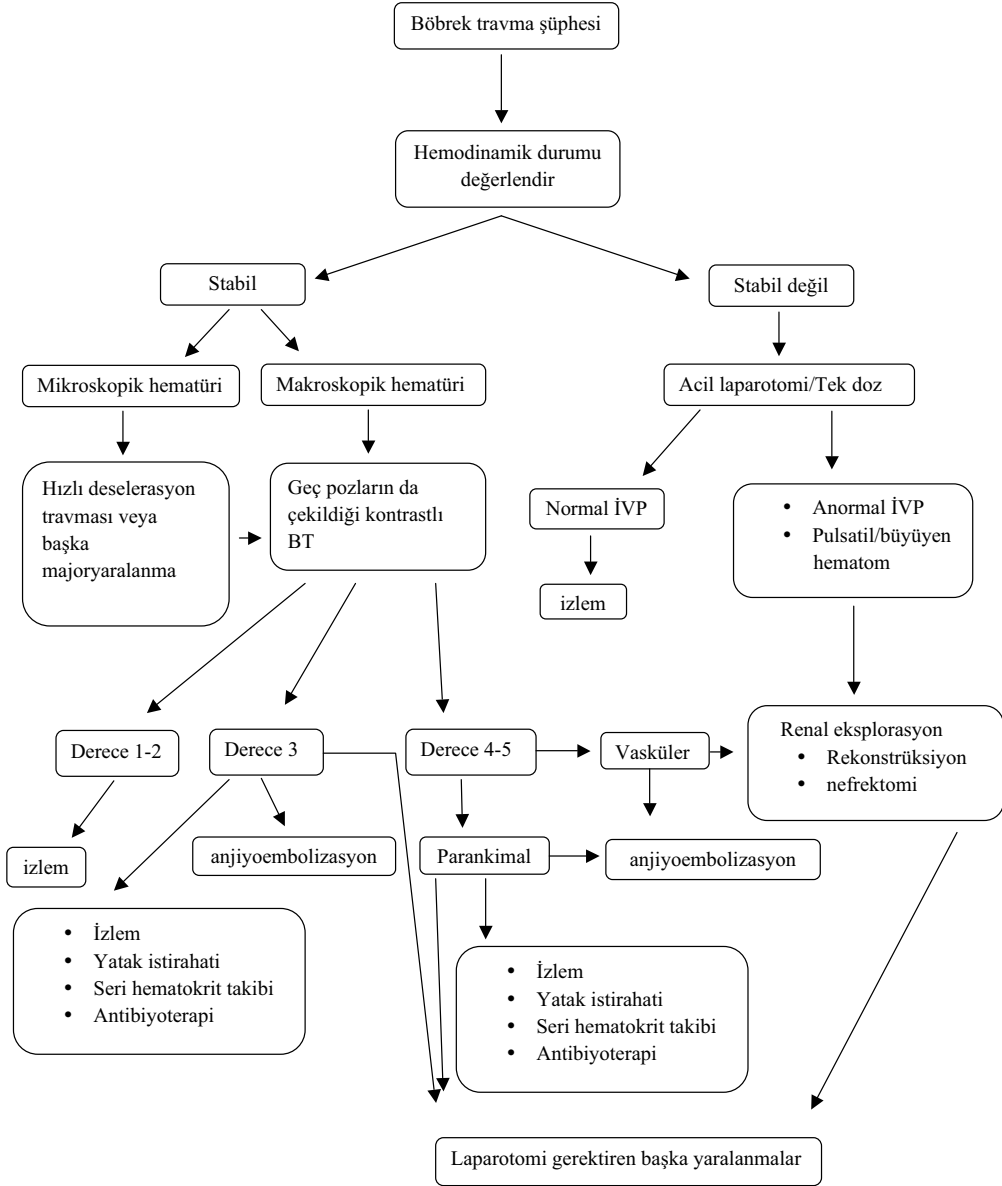 Böbrek travma şüphesi
Hemodinamik durumu
değerlendir
Stabil
Stabil değil
Mikroskopik hematüri
Makroskopik hematüri
Acil laparotomi/Tek doz
Hızlı deselerasyon
travması veya
başka
majoryaralanma
Geç pozların da
çekildiği kontrastlı
BT
Normal İVP
• Anormal İVP
• Pulsatil/büyüyen
hematom
izlem
Derece 1-2
Derece 3
Derece 4-5
Vasküler
Renal eksplorasyon
• Rekonstrüksiyon
• nefrektomi
izlem
anjiyoembolizasyon
Parankimal
anjiyoembolizasyon
• İzlem
• Yatak istirahati
• Seri hematokrit takibi
• Antibiyoterapi
• İzlem
• Yatak istirahati
• Seri hematokrit takibi
• Antibiyoterapi
Laparotomi gerektiren başka yaralanmalar